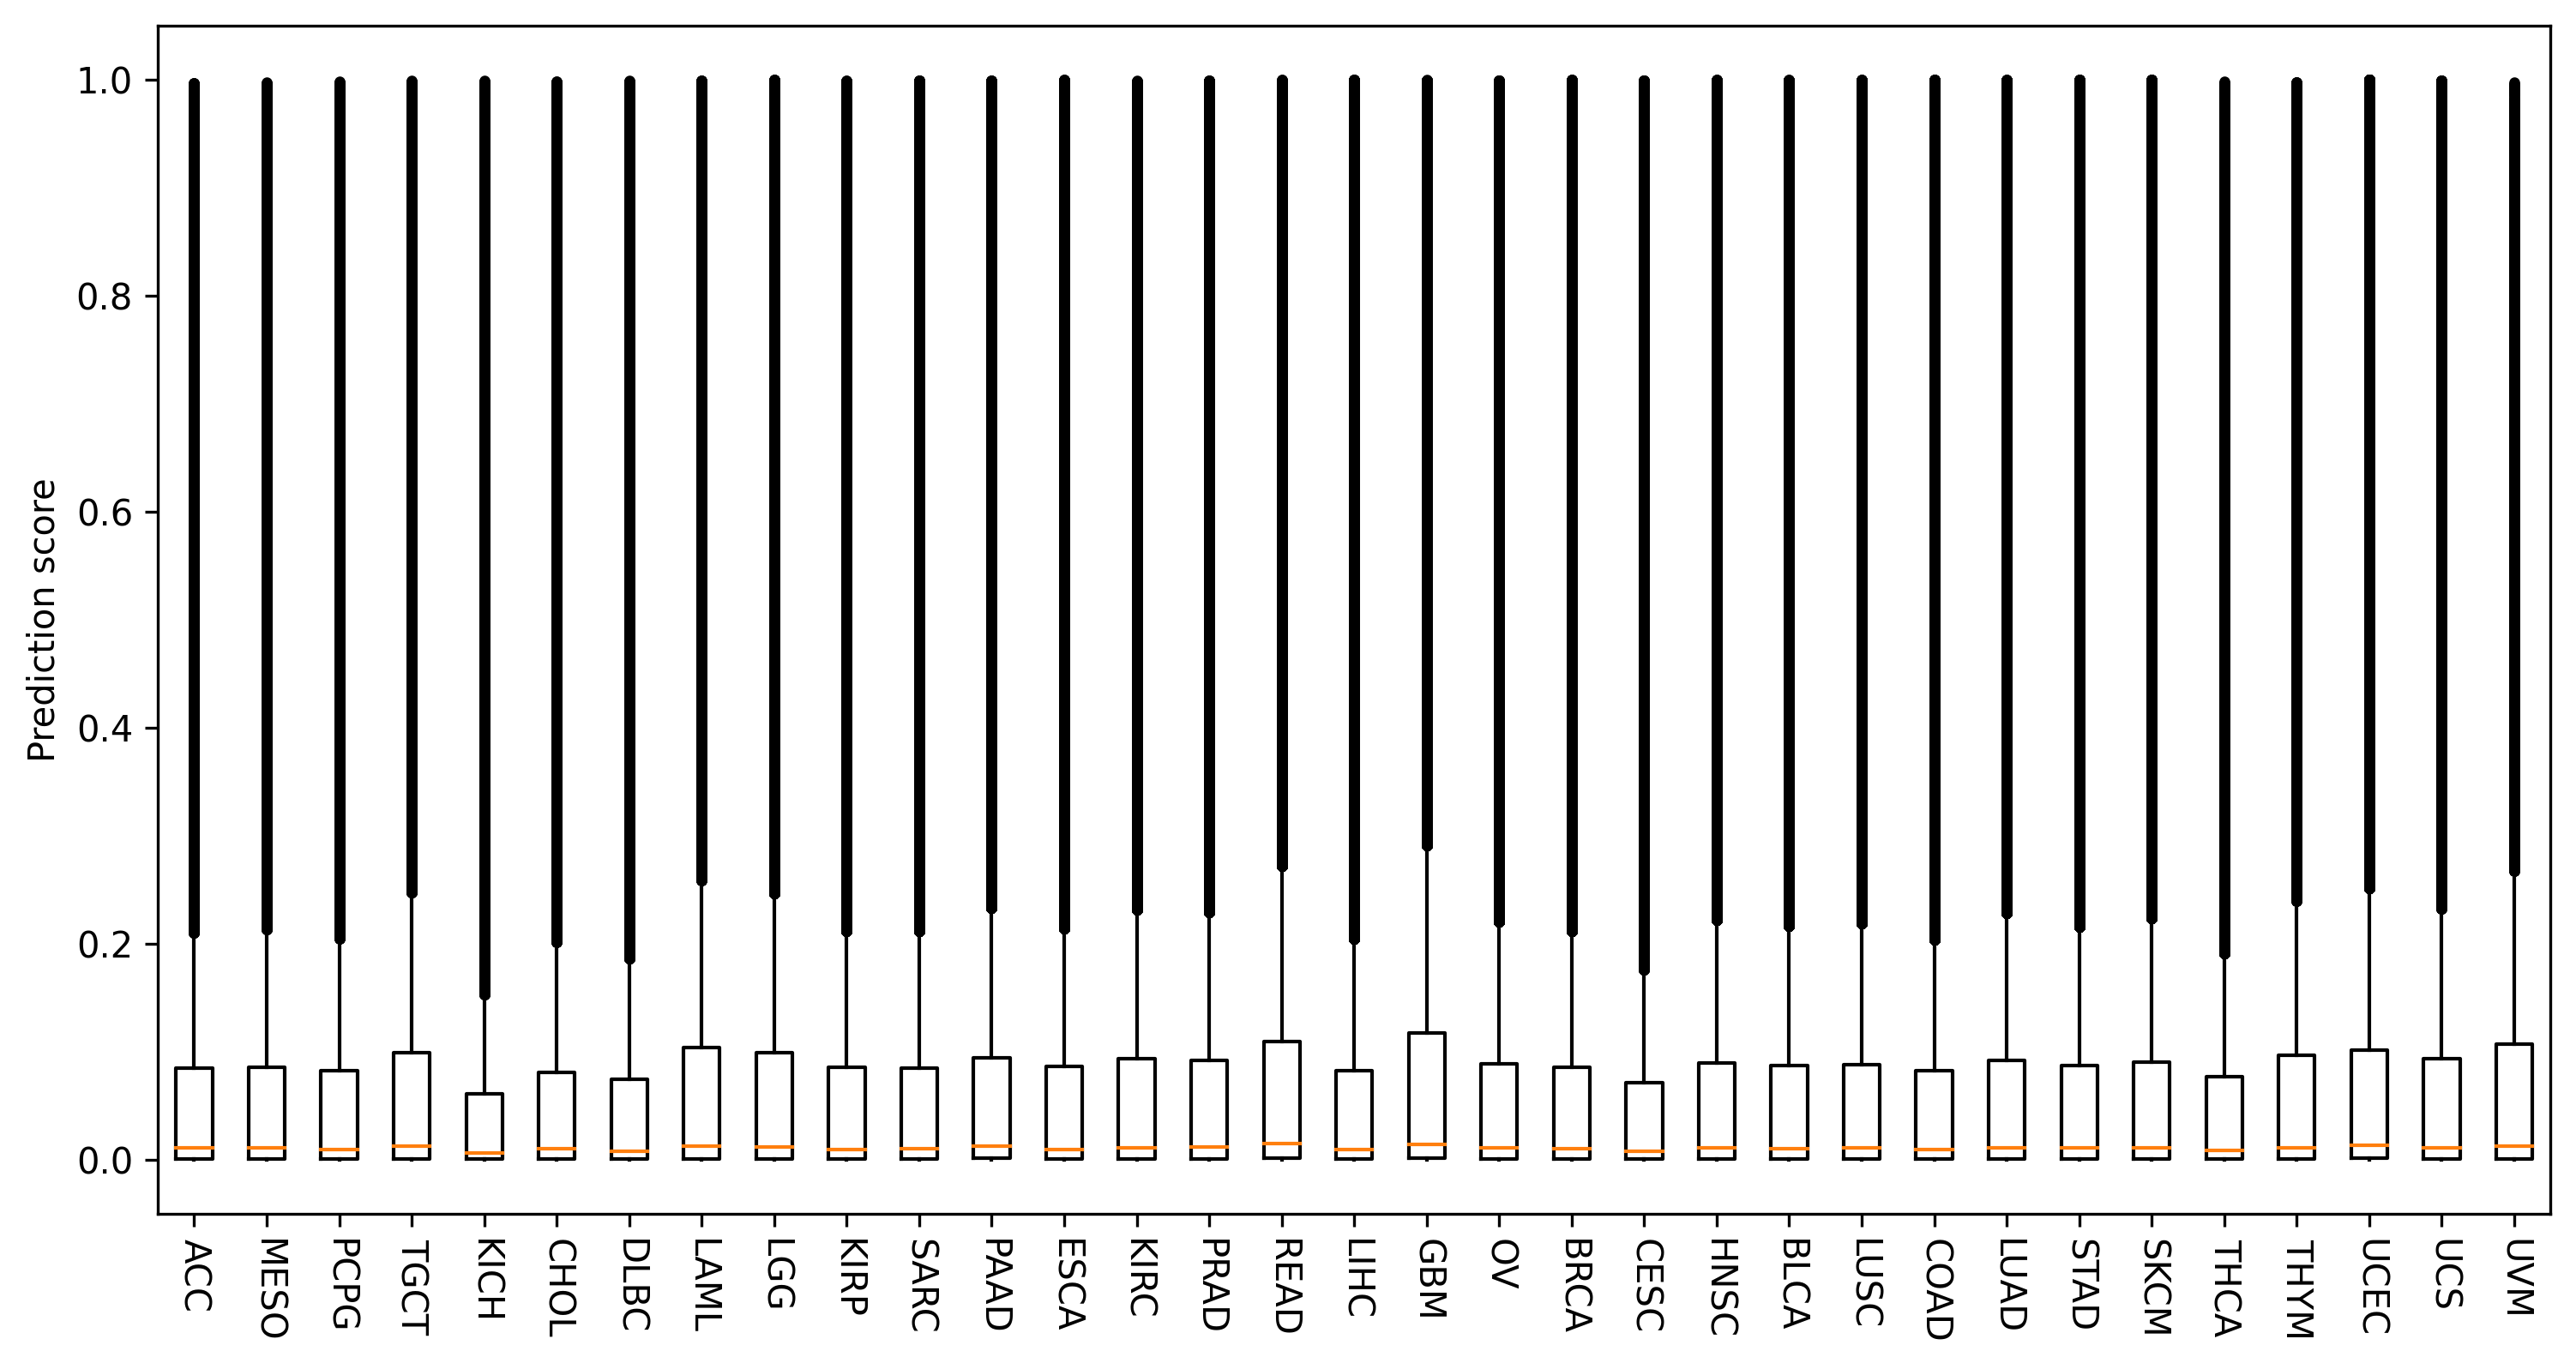 Prediction score
1.0
0.8
0.6
0.4
0.2
0.0
ACC
MESO
PCPG
TGCT
KICH
CHOL
DLBC
LAML
LGG
KIRP
SARC
PAAD
ESCA
KIRC
PRAD
READ
LIHC
GBM
OV
BRCA
CESC
HNSC
BLCA
LUSC
COAD
LUAD
STAD
SKCM
THCA
THYM
UCEC
UCS
UVM